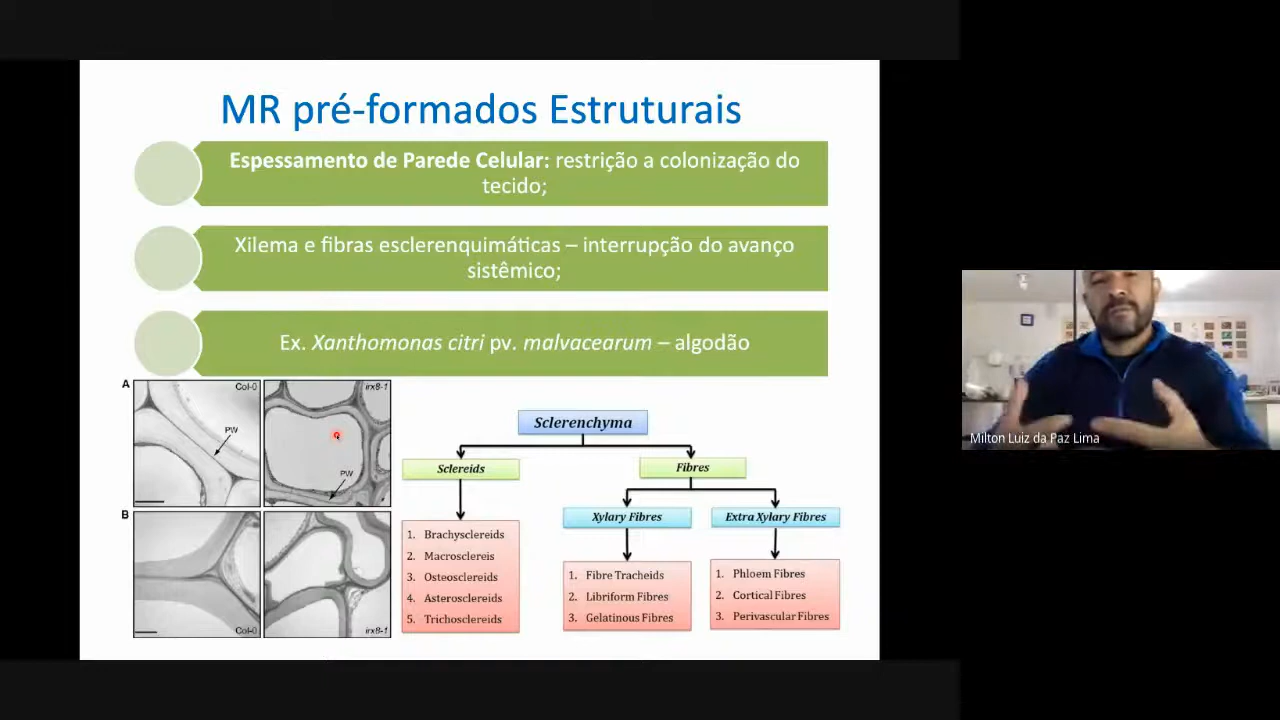 MR pré-formados Estruturais
Espessamento de Parede Celular: restrição a colonização do
tecido;
Xilema e fibras esclerenquimáticas – interrupção do avanço
sistêmico;
Ex. Xanthomonas citri pv. malvacearum – algodão
A
Col-0
irx8-1
PW
PW
B
Col-0
irx8-1
Sclerenchyma
Sclereids
Fibres
Xylary Fibres
Extra Xylary Fibres
1. Brachysclereids
2. Macrosclereis
3. Osteosclereids
4. Asterosclereids
5. Trichosclereids
1. Fibre Tracheids
2. Libriform Fibres
3. Gelatinous Fibres
1. Phloem Fibres
2. Cortical Fibres
3. Perivascular Fibres
Milton Luiz da Paz Lima